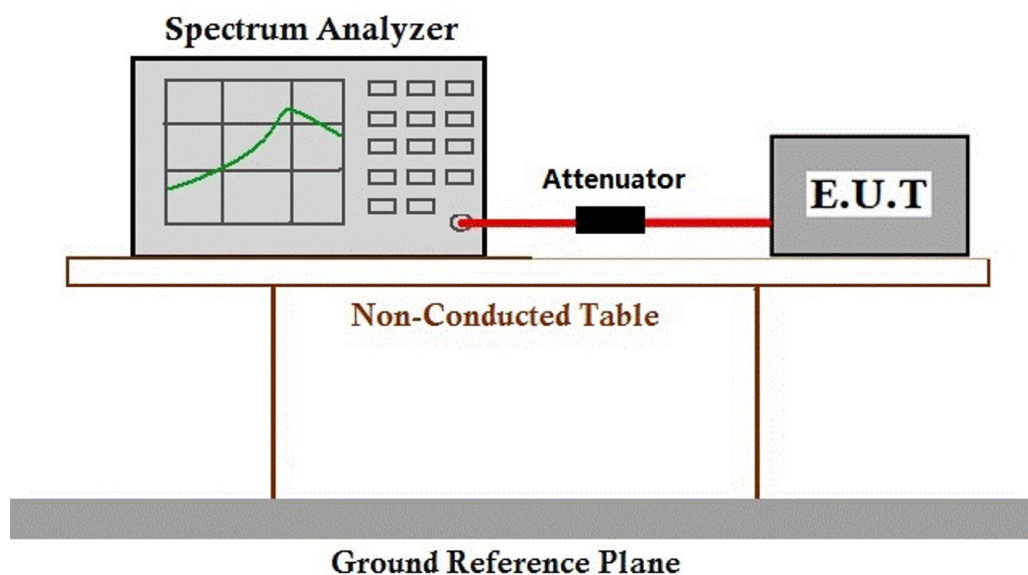 Spectrum Analyzer
Attenuator
E.U.T
Non-Conducted Table
Ground Reference Plane